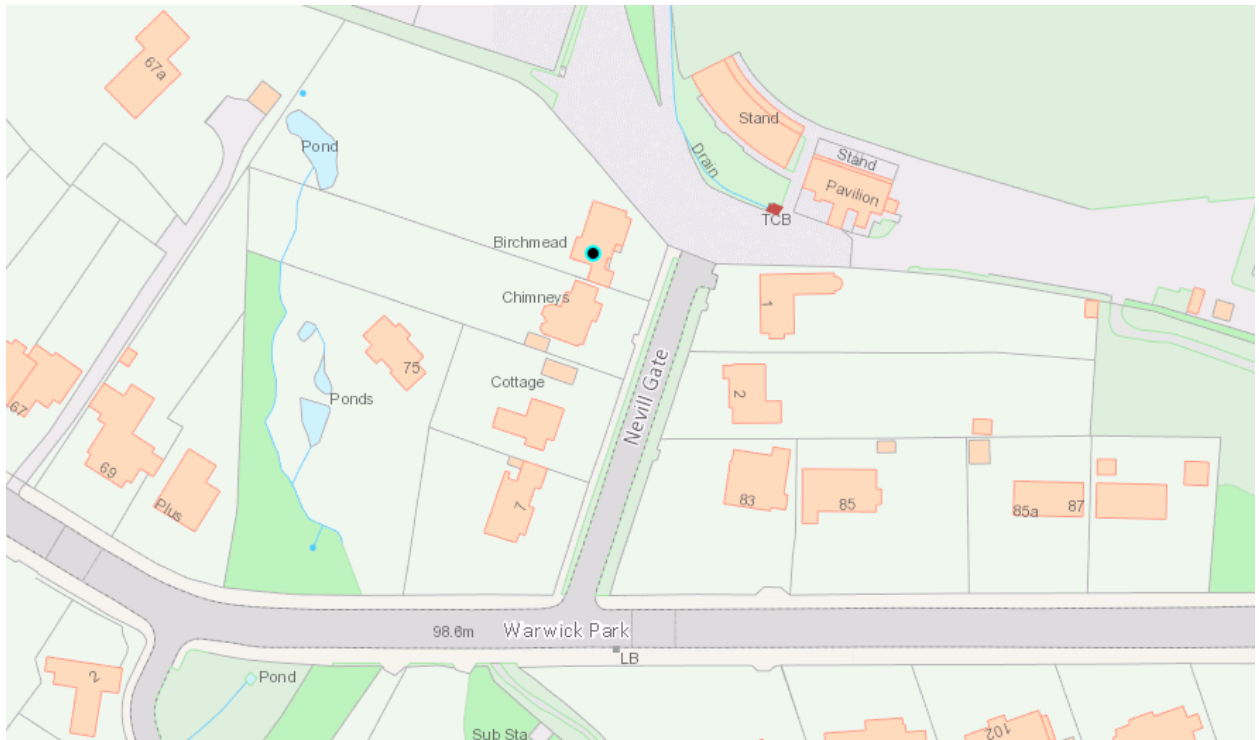 67a
Pond
Stand
Stand
Drain
Pavilion
TCB
Birchmead
Chimneys
1
75
Cottage
Nevill Gate
2
Ponds
67
69
Plus
7
83
85
85a
87
98.6m
Warwick Park
LB
2
Pond
Sub Sta
102